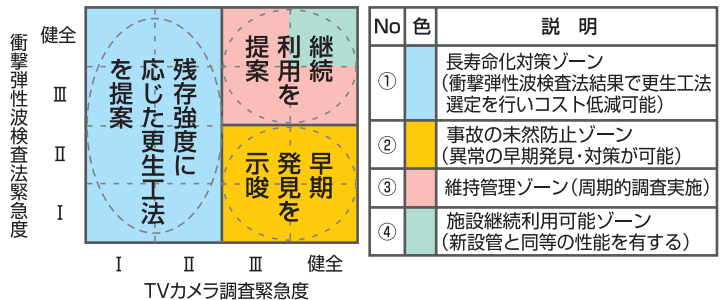 衝撃弾性波検査法緊急度
健全
Ⅲ
Ⅱ
Ⅰ
残存強度に
応じた更生工法
を提案
継続
利用を
提案
早期
発見を
示唆
Ⅰ
Ⅱ
Ⅲ
健全
TVカメラ調査緊急度
No 色 説 明
① 長寿命化対策ゾーン
(衝撃弾性波検査法結果で更生工法
選定を行いコスト低減可能)
② 事故の未然防止ゾーン
(異常の早期発見・対策が可能)
③ 維持管理ゾーン(周期的調査実施)
④ 施設継続利用可能ゾーン
(新設管と同等の性能を有する)